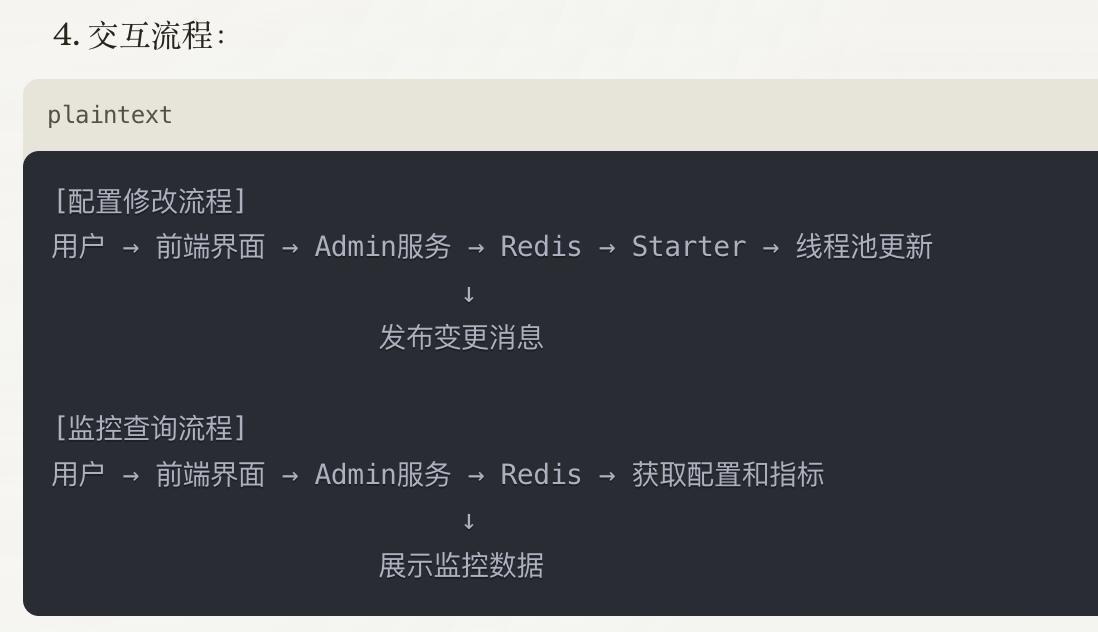 4. 交互流程：
plaintext
[配置修改流程]
用户 → 前端界面 → Admin服务 → Redis → Starter → 线程池更新
↓
发布变更消息
[监控查询流程]
用户 → 前端界面 → Admin服务 → Redis → 获取配置和指标
↓
展示监控数据